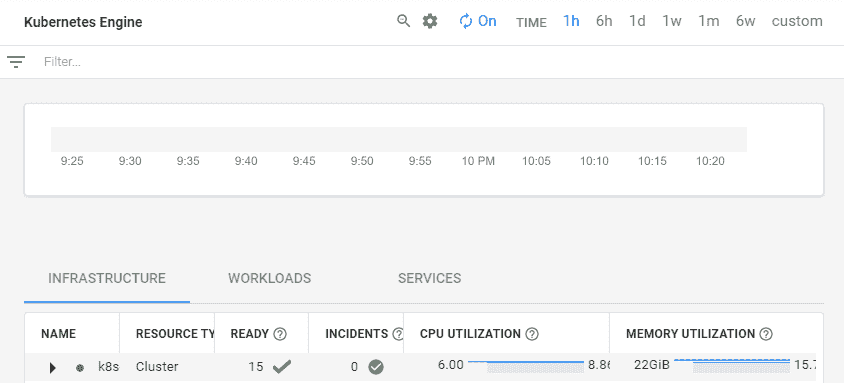 Kubernetes Engine On TIME 1h 6h 1d 1w 1m 6w custom
Filter...
9:25 9:30 9:35 9:40 9:45 9:50 9:55 10 PM 10:05 10:10 10:15 10:20
INFRASTRUCTURE WORKLOADS SERVICES
NAME RESOURCE TY READY INCIDENTS CPU UTILIZATION MEMORY UTILIZATION
k8s Cluster 15 0 6.00 8.86 22GiB 15.7